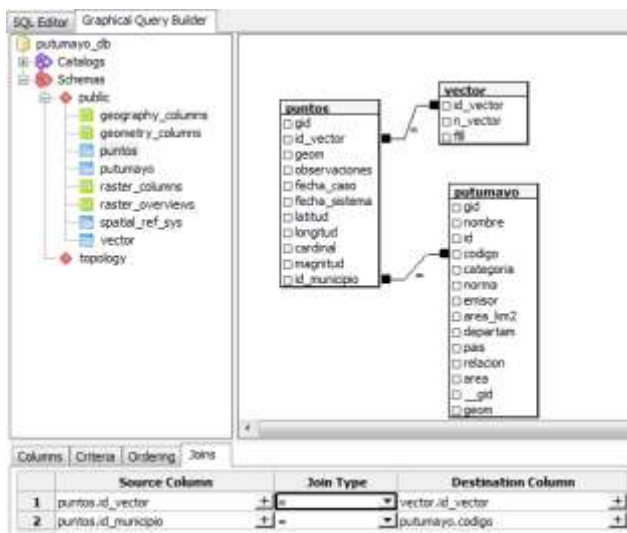 SQL Editor
Graphical Query Builder
putumayo_db
Catalogs
Schemas
public
geography_columns
geometry_columns
puntos
putumayo
raster_columns
raster_overviews
spatial_ref_sys
vector
topology
puntos
gid
id_vector
geom
observaciones
fecha_caso
fecha_sistema
latitud
longitud
cardinal
magnitud
id_municipio
=
=
vector
id_vector
n_vector
putumayo
gid
nombre
id
codigo
categoria
norma
emisor
area_km2
departam
pais
relacion
area
__gid
geom
Columns Criteria Ordering Joins
Source Column Join Type Destination Column
1 puntos.id_vector + = vector.id_vector +
2 puntos.id_municipio + = putumayo.codigo +